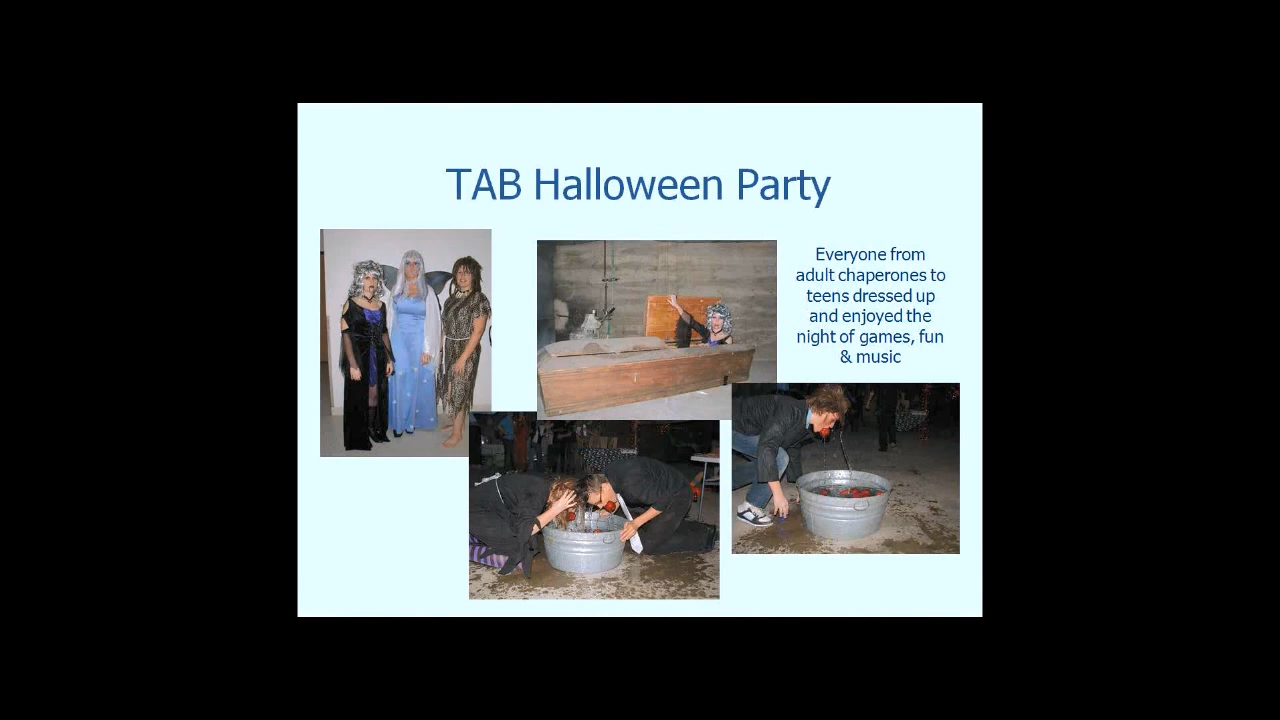 TAB Halloween Party
Everyone from
adult chaperones to
teens dressed up
and enjoyed the
night of games, fun
& music